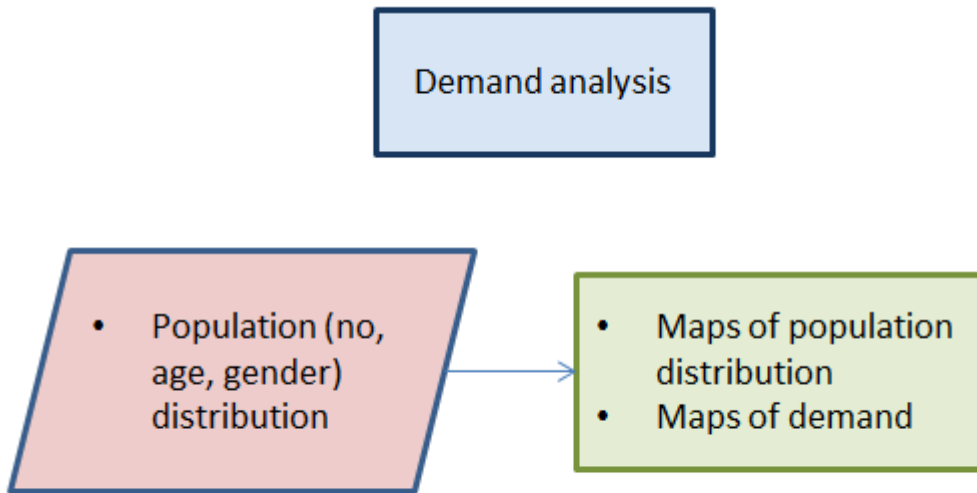 Demand analysis
• Population (no,
age, gender)
distribution
• Maps of population
distribution
• Maps of demand